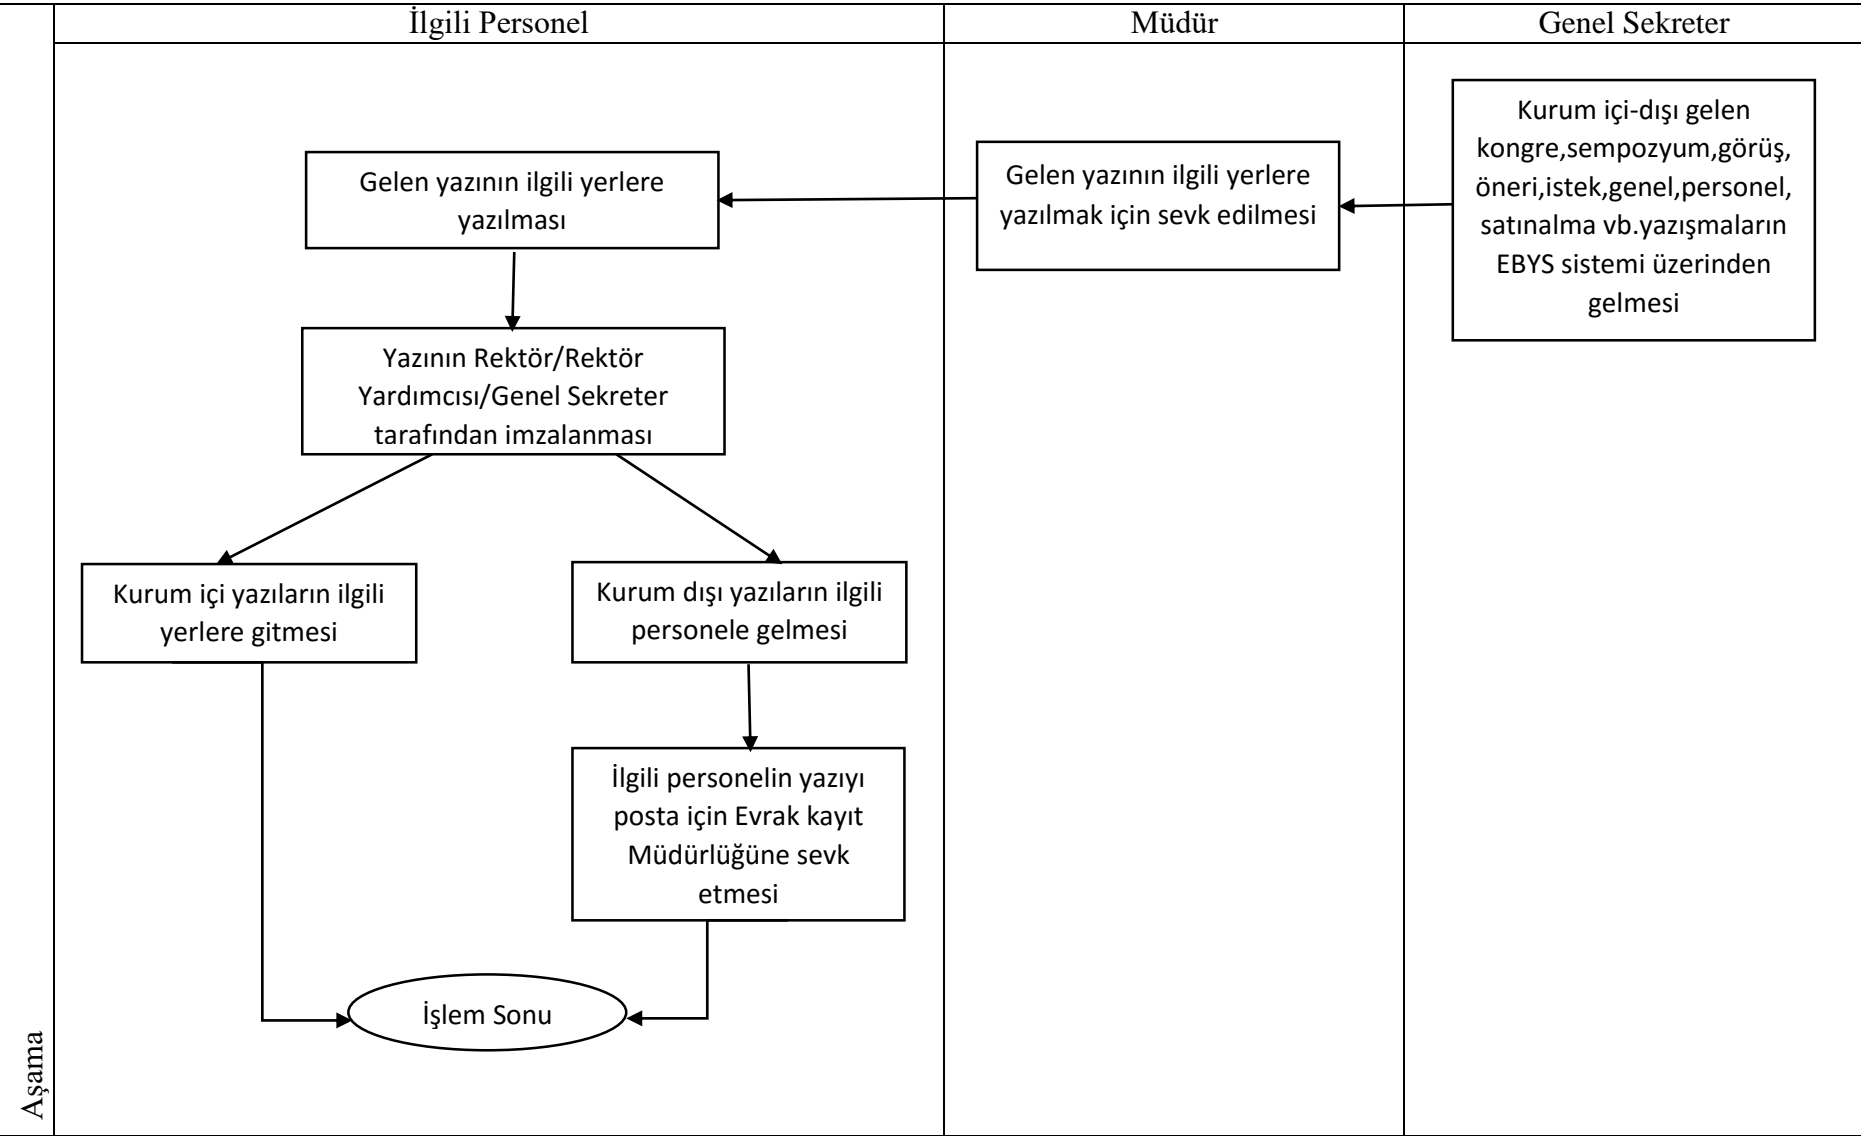 İlgili Personel
Müdür
Genel Sekreter
Kurum içi-dışı gelen
kongre,sempozyum,görüş,
öneri,istek,genel,personel,
satınalma vb.yazışmaların
EBYS sistemi üzerinden
gelmesi
Gelen yazının ilgili yerlere
yazılmak için sevk edilmesi
Gelen yazının ilgili yerlere
yazılması
Yazının Rektör/Rektör
Yardımcısı/Genel Sekreter
tarafından imzalanması
Kurum içi yazıların ilgili
yerlere gitmesi
Kurum dışı yazıların ilgili
personele gelmesi
İlgili personelin yazıyı
posta için Evrak kayıt
Müdürlüğüne sevk
etmesi
İşlem Sonu
Aşama